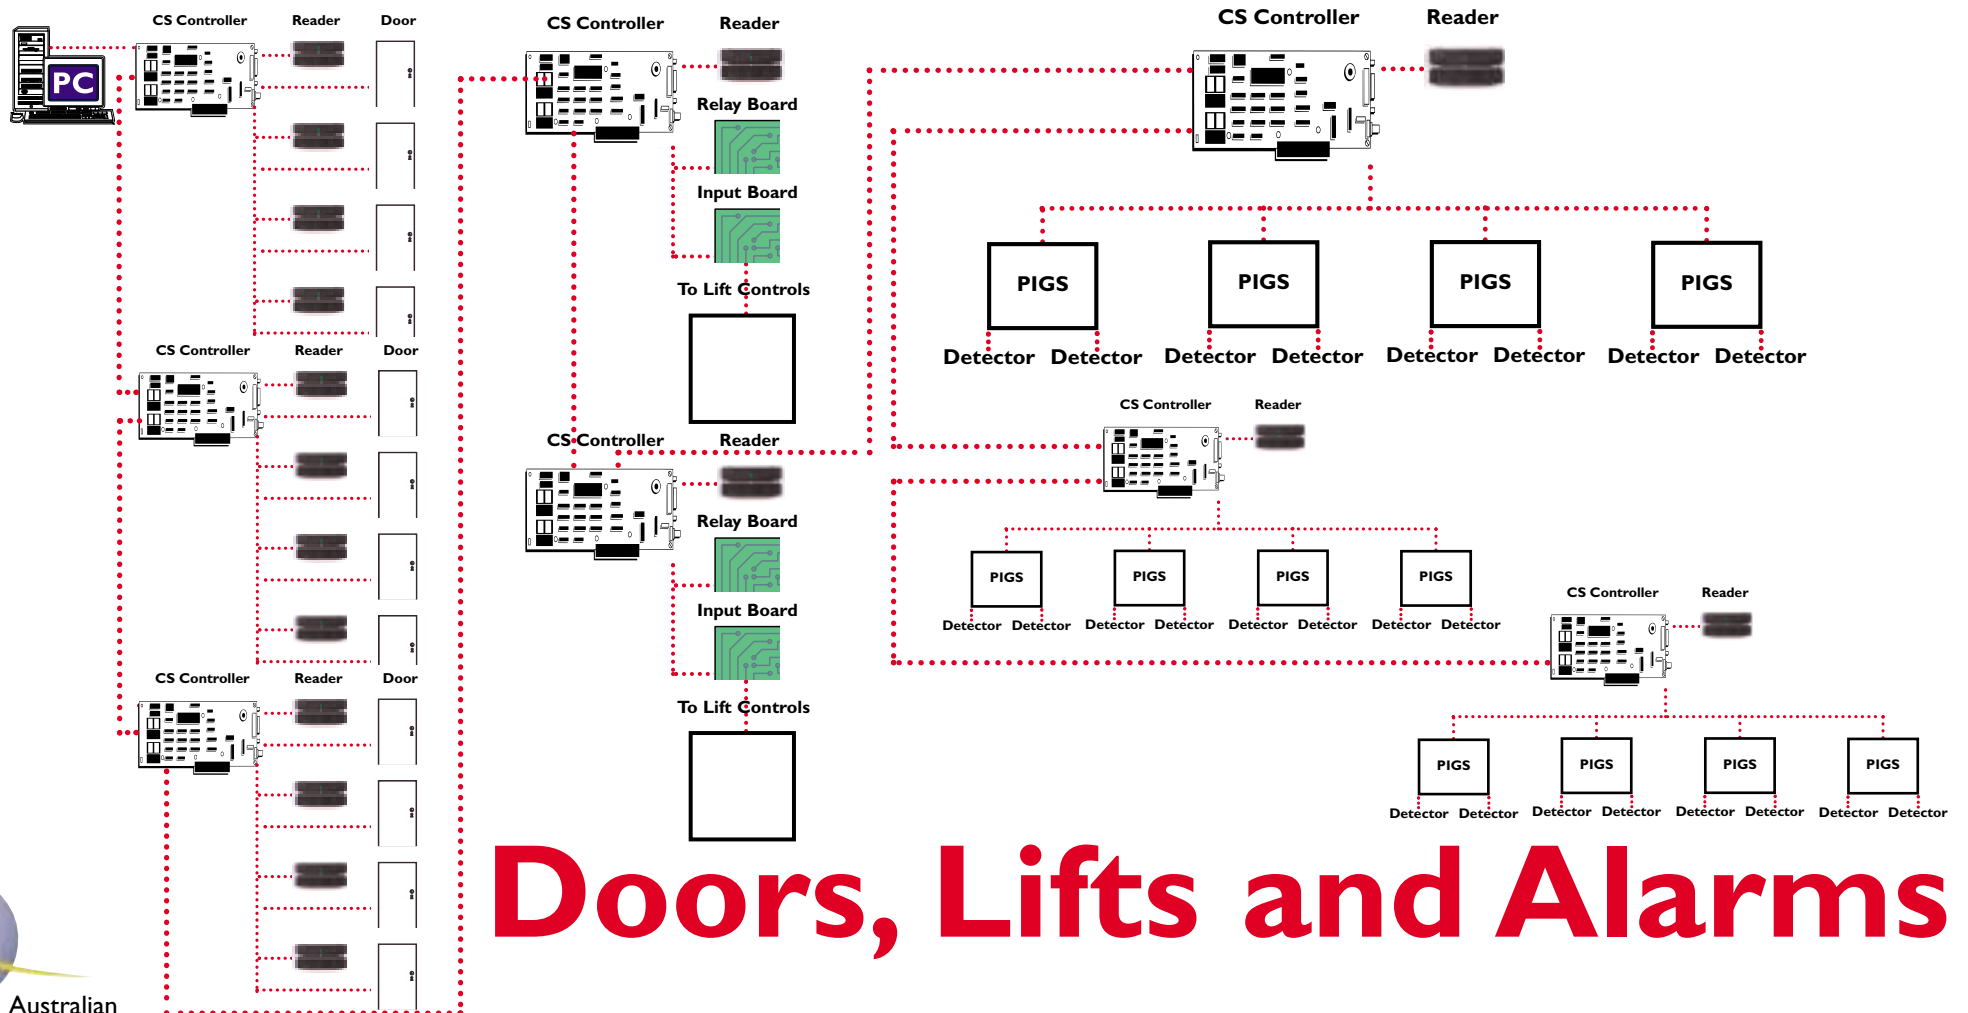 CS Controller Reader Door
PC
CS Controller Reader Door
CS Controller Reader Door
CS Controller Reader
Relay Board
Input Board
To Lift Controls
CS Controller Reader
Relay Board
Input Board
To Lift Controls
CS Controller Reader
PIGS PIGS PIGS PIGS
Detector Detector Detector Detector Detector Detector Detector Detector
CS Controller Reader
PIGS PIGS PIGS PIGS
Detector Detector Detector Detector Detector Detector Detector Detector
CS Controller Reader
PIGS PIGS PIGS PIGS
Detector Detector Detector Detector Detector Detector Detector Detector
Doors, Lifts and Alarms
Australian